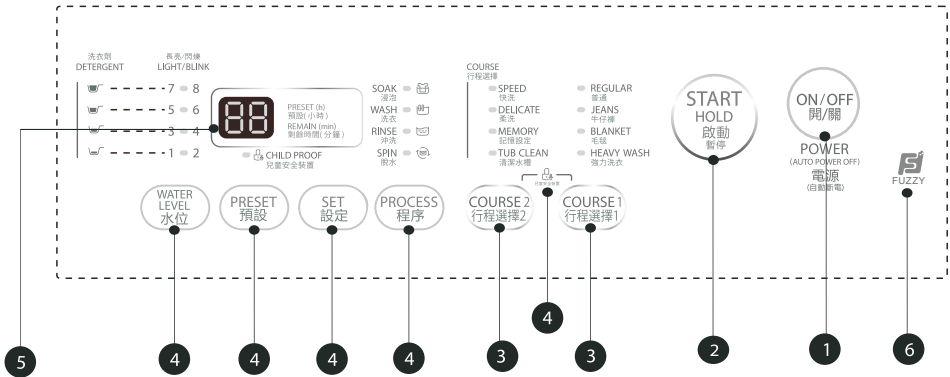 洗衣劑
DETERGENT
長亮/閃爍
LIGHT/BLINK
7 8
5 6
3 4
1 2
88
PRESET (h)
預設(小時)
REMAIN (min)
剩餘時間(分鐘)
CHILD PROOF
兒童安全裝置
SOAK
浸泡
WASH
洗衣
RINSE
沖洗
SPIN
脫水
COURSE
行程選擇
SPEED
快洗
DELICATE
柔洗
MEMORY
記憶設定
TUB CLEAN
清潔水槽
REGULAR
普通
JEANS
牛仔褲
BLANKET
毛毯
HEAVY WASH
強力洗衣
兒童安全裝置
WATER
LEVEL
水位
PRESET
預設
SET
設定
PROCESS
程序
COURSE 2
行程選擇2
COURSE 1
行程選擇1
START
HOLD
啟動
暫停
ON/OFF
開/關
POWER
(AUTO POWER OFF)
電源
(自動斷電)
FUZZY
5
4
4
4
4
3
4
3
2
1
6